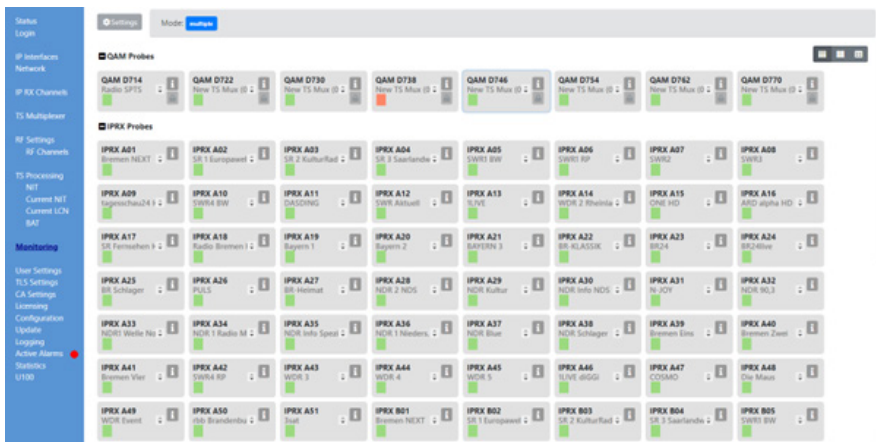 Status
Login
IP Interfaces
Network
IP RX Channels
TS Multiplexer
RF Settings
RF Channels
TS Processing
NIT
Current NIT
Current LCN
BAT
Monitoring
User Settings
TLS Settings
CA Settings
Licensing
Configuration
Update
Logging
Active Alarms
Statistics
U100
Settings Mode: multiple
QAM Probes
QAM D714 QAM D722 QAM D730 QAM D738 QAM D746 QAM D754 QAM D762 QAM D770
Radio SPTS New TS Mux (0 New TS Mux (0 New TS Mux (0 New TS Mux (0 New TS Mux (0 New TS Mux (0 New TS Mux (0
IPRX Probes
IPRX A01 IPRX A02 IPRX A03 IPRX A04 IPRX A05 IPRX A06 IPRX A07 IPRX A08
Bremen NEXT SR 1 Europawel SR 2 KulturRad SR 3 Saarlandw SWR1 BW SWR1 RP SWR2 SWR3
IPRX A09 IPRX A10 IPRX A11 IPRX A12 IPRX A13 IPRX A14 IPRX A15 IPRX A16
tagesschau24 H SWR4 BW DASDING SWR Aktuell 1LIVE WDR 2 Rheinla ONE HD ARD alpha HD
IPRX A17 IPRX A18 IPRX A19 IPRX A20 IPRX A21 IPRX A22 IPRX A23 IPRX A24
SR Fernsehen H Radio Bremen Bayern 1 Bayern 2 BAYERN 3 BR-KLASSIK BR24 BR24live
IPRX A25 IPRX A26 IPRX A27 IPRX A28 IPRX A29 IPRX A30 IPRX A31 IPRX A32
BR Schlager PULS BR-Heimat NDR 2 NDS NDR Kultur NDR Info NDS N-JOY NDR 90,3
IPRX A33 IPRX A34 IPRX A35 IPRX A36 IPRX A37 IPRX A38 IPRX A39 IPRX A40
NDR1 Welle No NDR 1 Radio M NDR Info Spezi NDR 1 Nieders. NDR Blue NDR Schlager Bremen Eins Bremen Zwei
IPRX A41 IPRX A42 IPRX A43 IPRX A44 IPRX A45 IPRX A46 IPRX A47 IPRX A48
Bremen Vier SWR4 RP WDR 3 WDR 4 WDR 5 1LIVE diGGi COSMO Die Maus
IPRX A49 IPRX A50 IPRX A51 IPRX B01 IPRX B02 IPRX B03 IPRX B04 IPRX B05
WDR Event rbb Brandenbu 3sat Bremen NEXT SR 1 Europawel SR 2 KulturRad SR 3 Saarlandw SWR1 BW